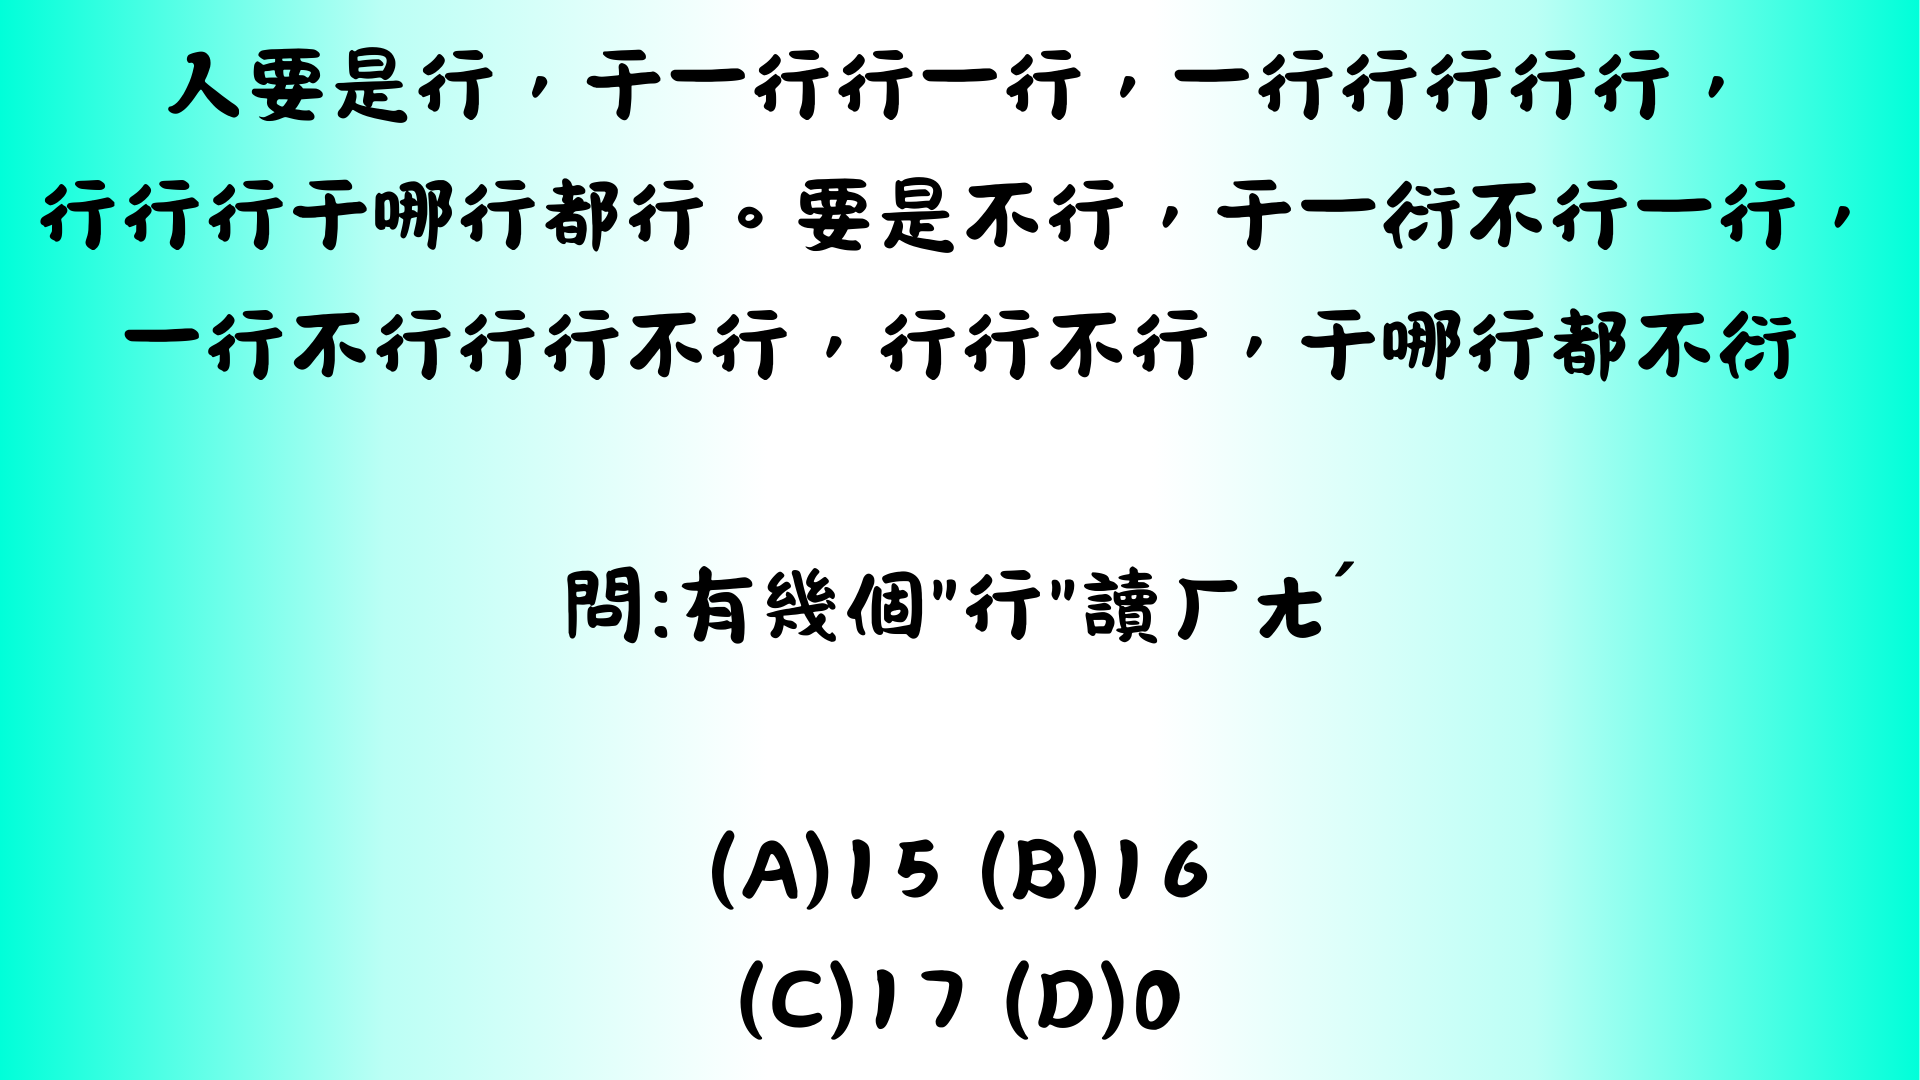 人要是行，干一行行一行，一行行行行行，
行行行干哪行都行。要是不行，干一衍不行一行，
一行不行行行不行，行行不行，干哪行都不衍
問:有幾個"行"讀ㄏㄤˊ
(A)15 (B)16
(C)17 (D)0